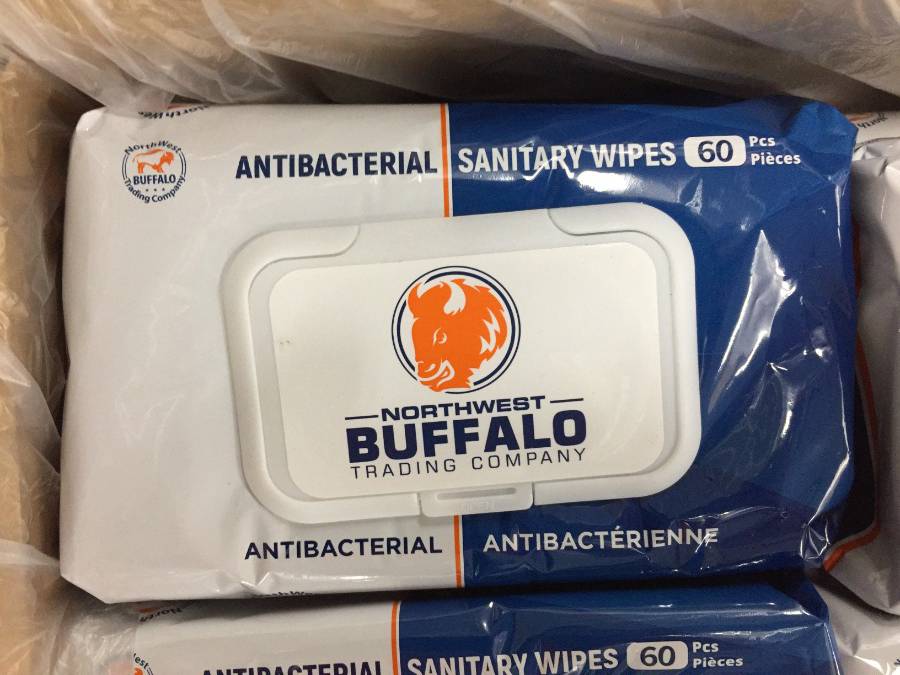 NorthWest
BUFFALO
Trading Company
ANTIBACTERIAL
SANITARY WIPES 60 Pcs
Pièces
NORTHWEST
BUFFALO
TRADING COMPANY
ANTIBACTERIAL
ANTIBACTÉRIENNE
ANTIBACTERIAL
SANITARY WIPES 60 Pcs
Pièces